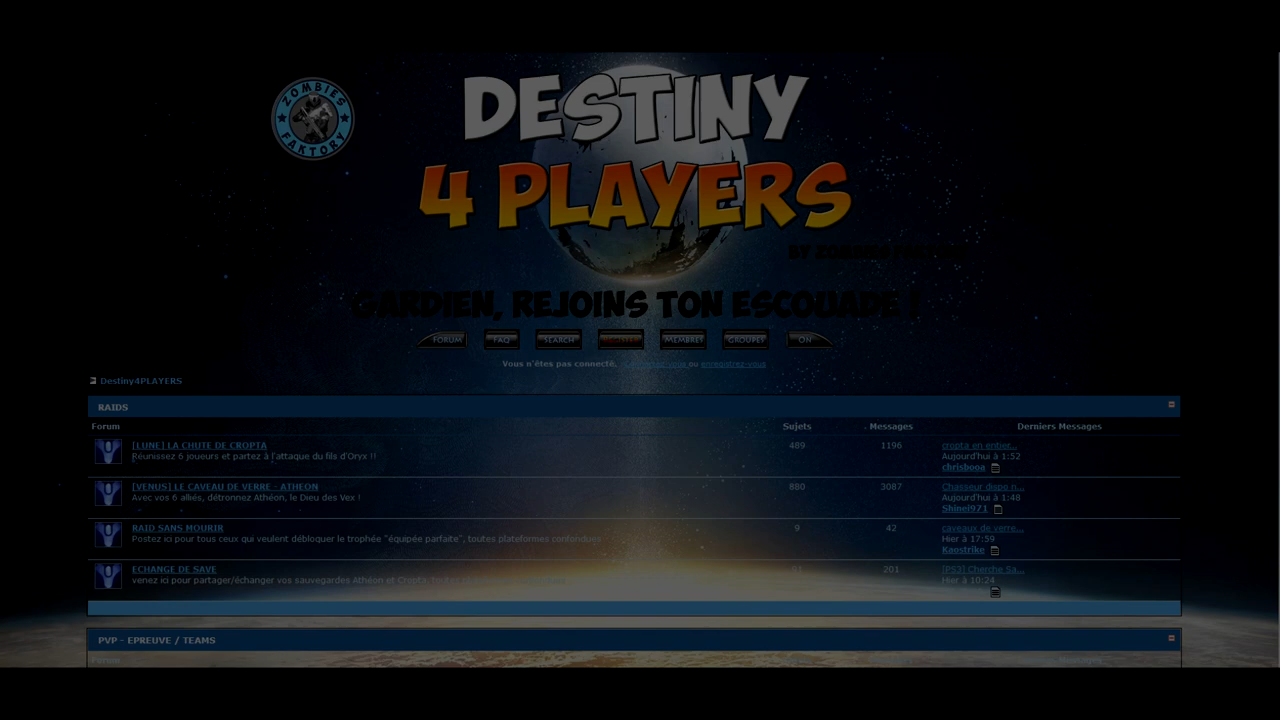 ZOMBIES
FAKTORY
DESTINY
4 PLAYERS
GARDIEN, REJOINS TON ESCOUADE !
FORUM FAQ SEARCH MEMBRES GROUPES ON
Vous n'êtes pas connecté. ou enregistrez-vous
Destiny4PLAYERS
RAIDS
Forum Sujets Messages Derniers Messages
[LUNE] LA CHUTE DE CROPTA 489 1196 cropta en entier...
Réunissez 6 joueurs et partez à l'attaque du fils d'Oryx !! Aujourd'hui à 1:52
chrisbooa
[VENUS] LE CAVEAU DE VERRE - ATHEON 880 3087 Chasseur dispo n...
Avec vos 6 alliés, détronnez Athéon, le Dieu des Vex ! Aujourd'hui à 1:48
Shinei971
RAID SANS MOURIR 9 42 caveaux de verre...
Postez ici pour tous ceux qui veulent débloquer le trophée "équipée parfaite", toutes plateformes confondues Hier à 17:59
Kaostrike
ECHANGE DE SAVE 201 [PS3] Cherche Sa...
venez ici pour partager/échanger vos sauvegardes Athéon et Cropta, Hier à 10:24
PVP - EPREUVE / TEAMS